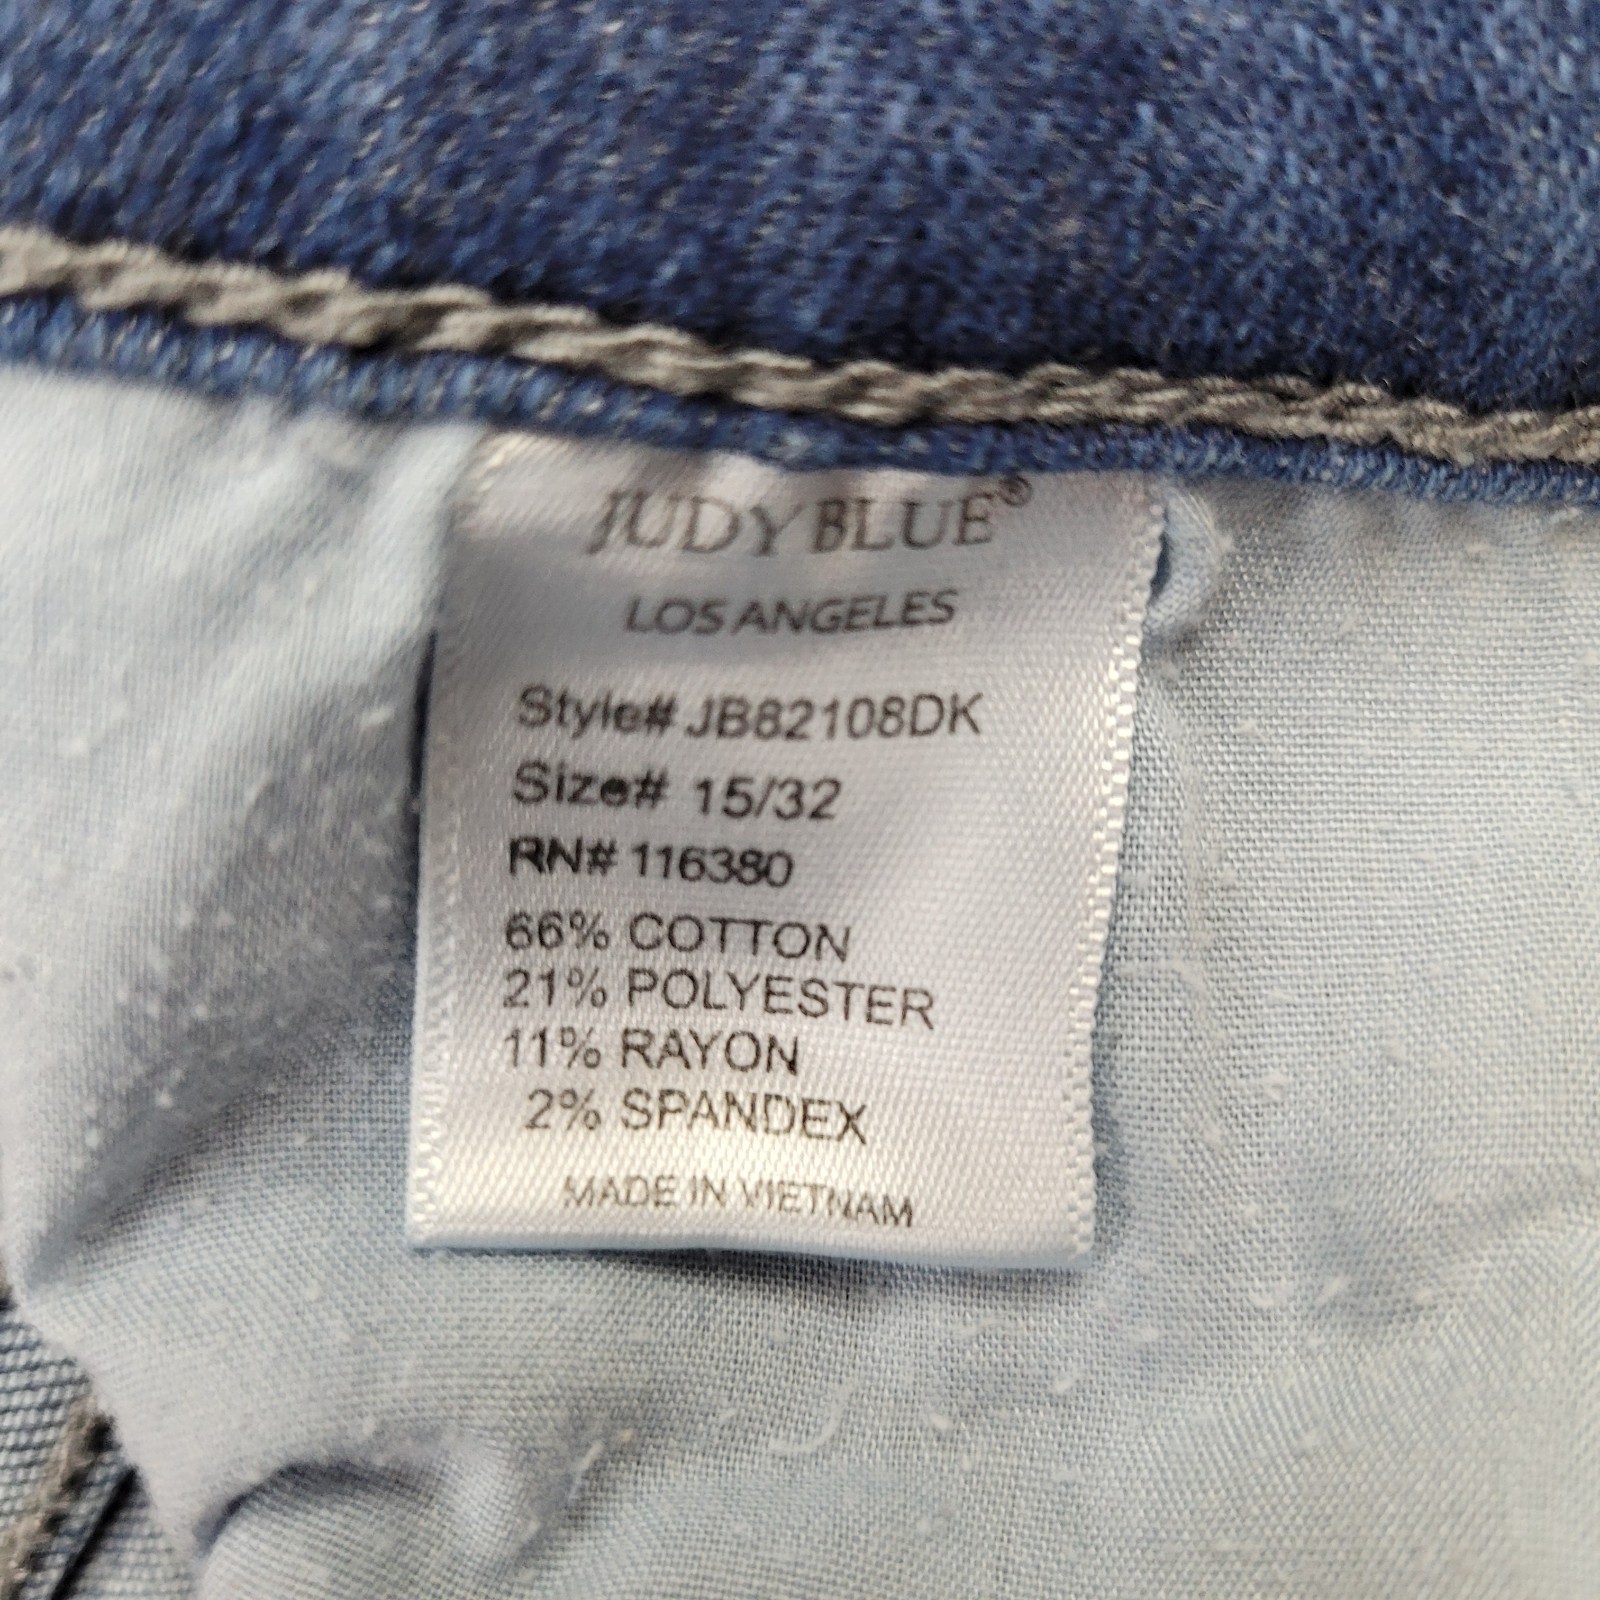 JUDY BLUE®
LOS ANGELES
Style# JB82108DK
Size# 15/32
RN# 116380
66% COTTON
21% POLYESTER
11% RAYON
2% SPANDEX
MADE IN VIETNAM